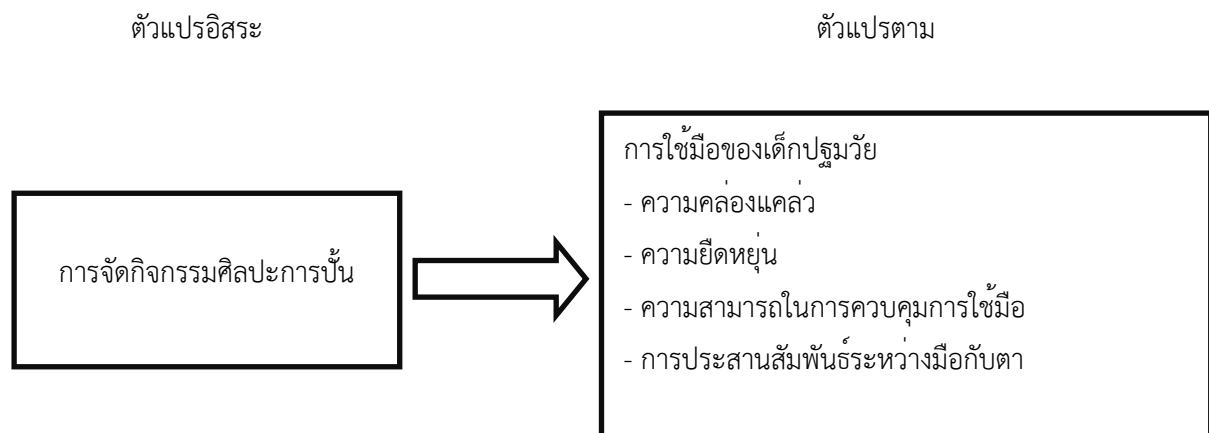 ตัวแปรอิสระ
ตัวแปรตาม
การจัดกิจกรรมศิลปะการปั้น
การใช้มือของเด็กปฐมวัย
- ความคล่องแคล่ว
- ความยืดหยุ่น
- ความสามารถในการควบคุมการใช้มือ
- การประสานสัมพันธ์ระหว่างมือกับตา